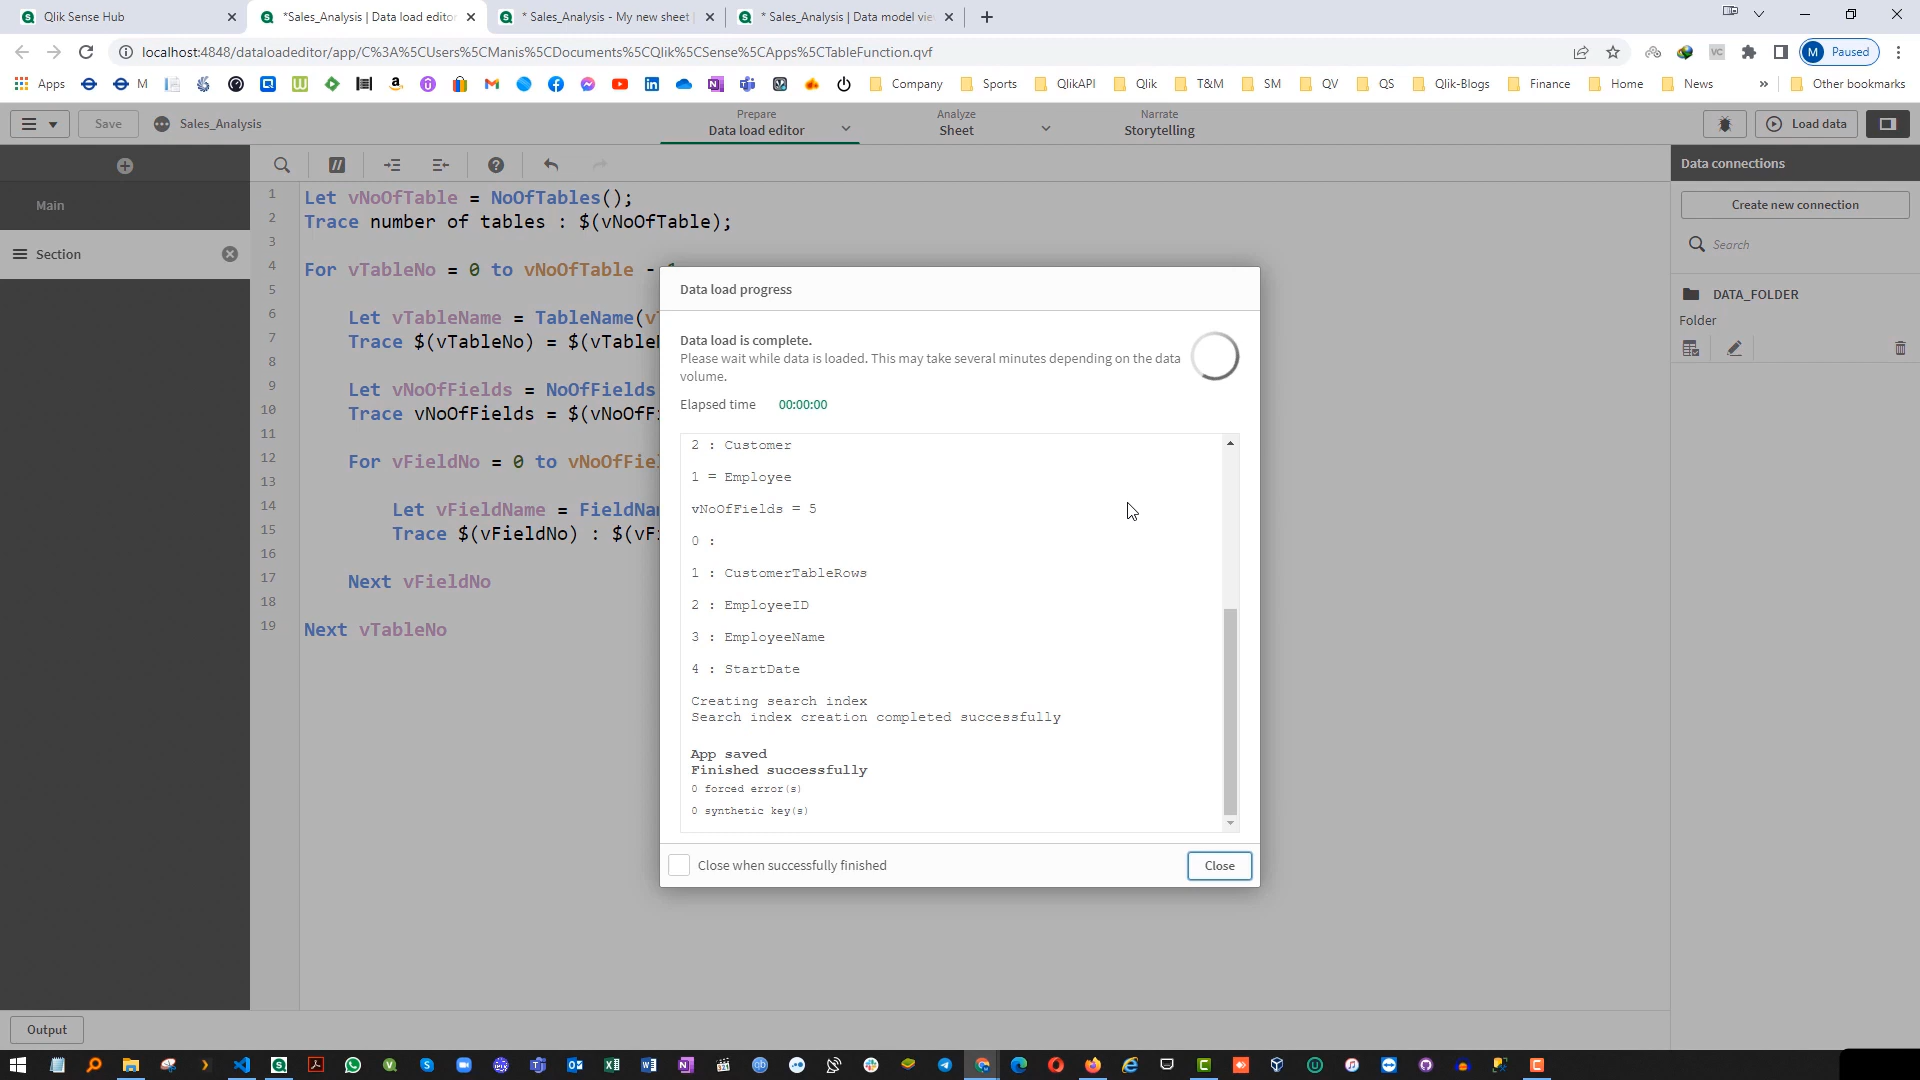 Qlik Sense Hub
*Sales_Analysis | Data load editor
* Sales_Analysis - My new sheet |
* Sales_Analysis | Data model vie
localhost:4848/dataloadeditor/app/C%3A%5CUsers%5CManis%5CDocuments%5CQlik%5CSense%5CApps%5CTableFunction.qvf
M Paused
Apps M Company Sports QlikAPI Qlik T&M SM QV QS Qlik-Blogs Finance Home News » Other bookmarks
Save Sales_Analysis
Prepare
Data load editor
Analyze
Sheet
Narrate
Storytelling
Load data
Main
Section
1 Let vNoOfTable = NoOfTables();
2 Trace number of tables : $(vNoOfTable);
3
4 For vTableNo = 0 to vNoOfTable -
5
6 Let vTableName = TableName(v
7 Trace $(vTableNo) = $(vTable
8
9 Let vNoOfFields = NoOfFields
10 Trace vNoOfFields = $(vNoOfF
11
12 For vFieldNo = 0 to vNoOfFie
13
14 Let vFieldName = FieldNa
15 Trace $(vFieldNo) : $(vF
16
17 Next vFieldNo
18
19 Next vTableNo
Data load progress
Data load is complete.
Please wait while data is loaded. This may take several minutes depending on the data
volume.
Elapsed time 00:00:00
2 : Customer
1 = Employee
vNoOfFields = 5
0 :
1 : CustomerTableRows
2 : EmployeeID
3 : EmployeeName
4 : StartDate
Creating search index
Search index creation completed successfully
App saved
Finished successfully
0 forced error(s)
0 synthetic key(s)
Close when successfully finished
Close
Data connections
Create new connection
Search
DATA_FOLDER
Folder
Output